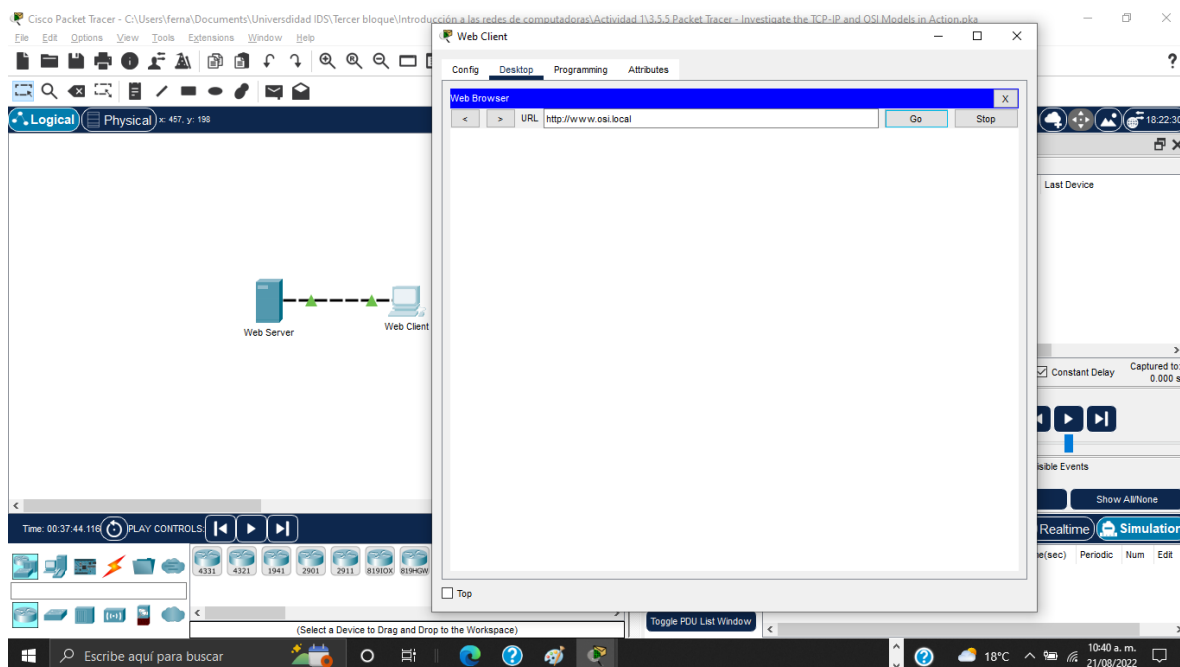 Cisco Packet Tracer - C:\Users\ferna\Documents\Universdidad IDS\Tercer bloque\Introducción a las redes de computadoras\Actividad 1\3.5.5 Packet Tracer - Investigate the TCP-IP and OSI Models in Action.pka
File Edit Options View Tools Extensions Window Help
Web Client
Config Desktop Programming Attributes
Web Browser X
< > URL http://www.osi.local Go Stop
Logical Physical x: 457, y: 198
18:22:30
Last Device
Web Server
Web Client
Constant Delay
Captured to:
0.000 s
isible Events
Show All/None
Time: 00:37:44.116 PLAY CONTROLS:
Realtime Simulation
e(sec) Periodic Num Edit
4331 4321 1941 2901 2911 819IOX 819HGW
Top
(Select a Device to Drag and Drop to the Workspace)
Toggle PDU List Window
Escribe aquí para buscar
18°C
10:40 a. m.
21/08/2022